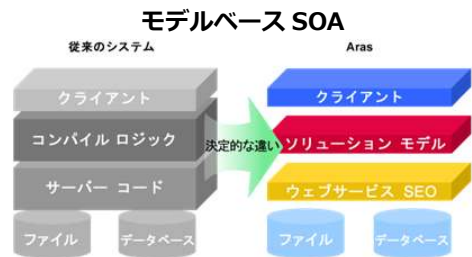 モデルベース SOA
従来のシステム
Aras
クライアント
クライアント
コンパイル ロジック
決定的な違い
ソリューション モデル
サーバー コード
ウェブサービス SEO
ファイル
データベース
ファイル
データベース